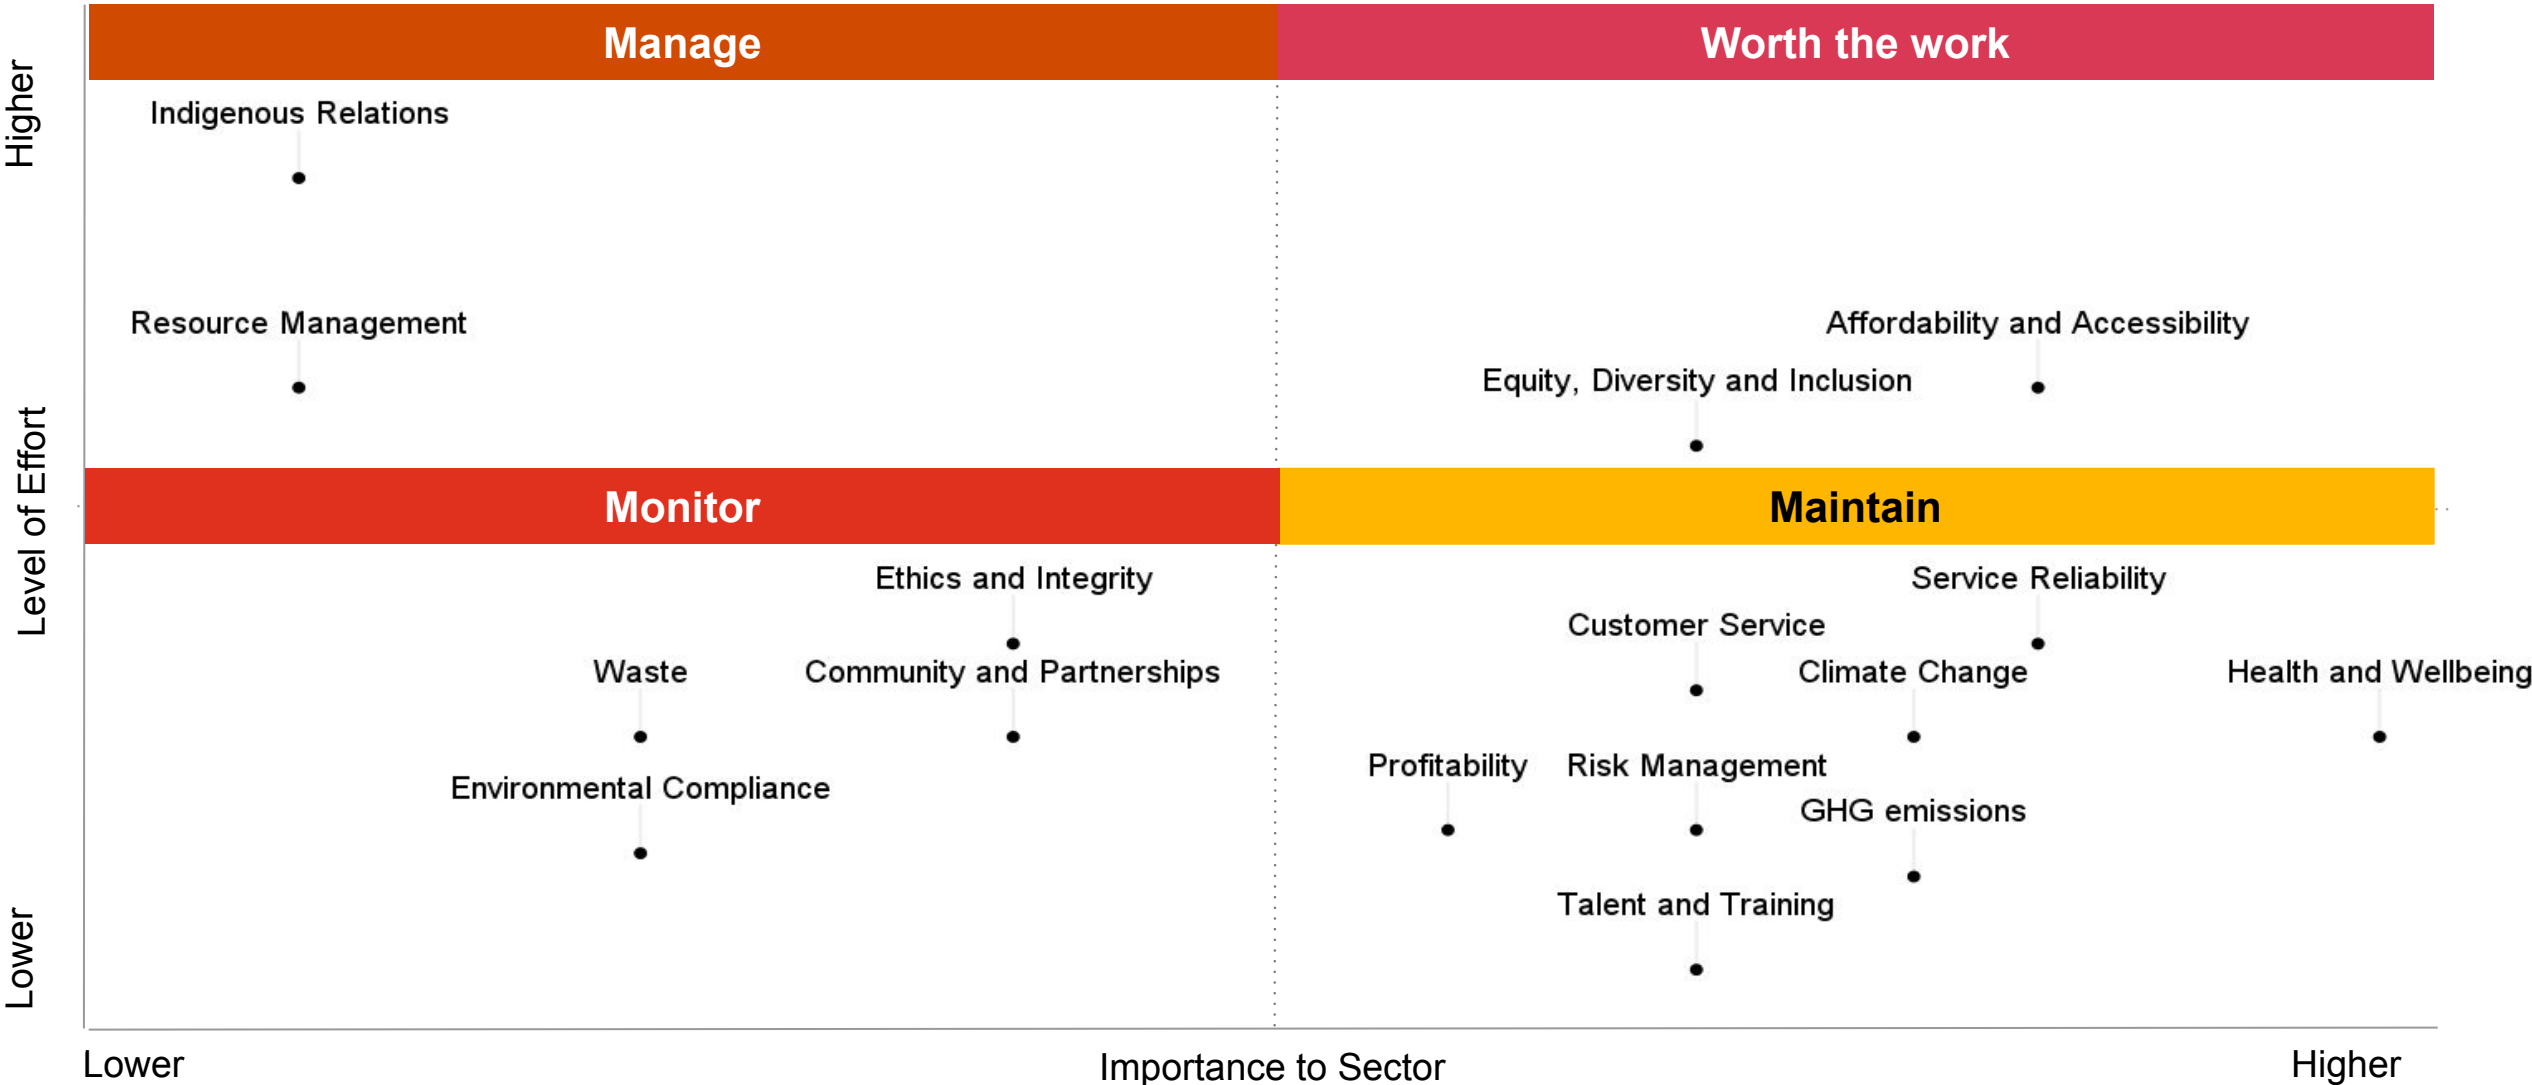 Manage
Worth the work
Higher
Indigenous Relations
Resource Management
Affordability and Accessibility
Equity, Diversity and Inclusion
Level of Effort
Monitor
Maintain
Ethics and Integrity
Service Reliability
Customer Service
Waste
Community and Partnerships
Climate Change
Health and Wellbeing
Profitability
Risk Management
Environmental Compliance
GHG emissions
Talent and Training
Lower
Lower
Importance to Sector
Higher